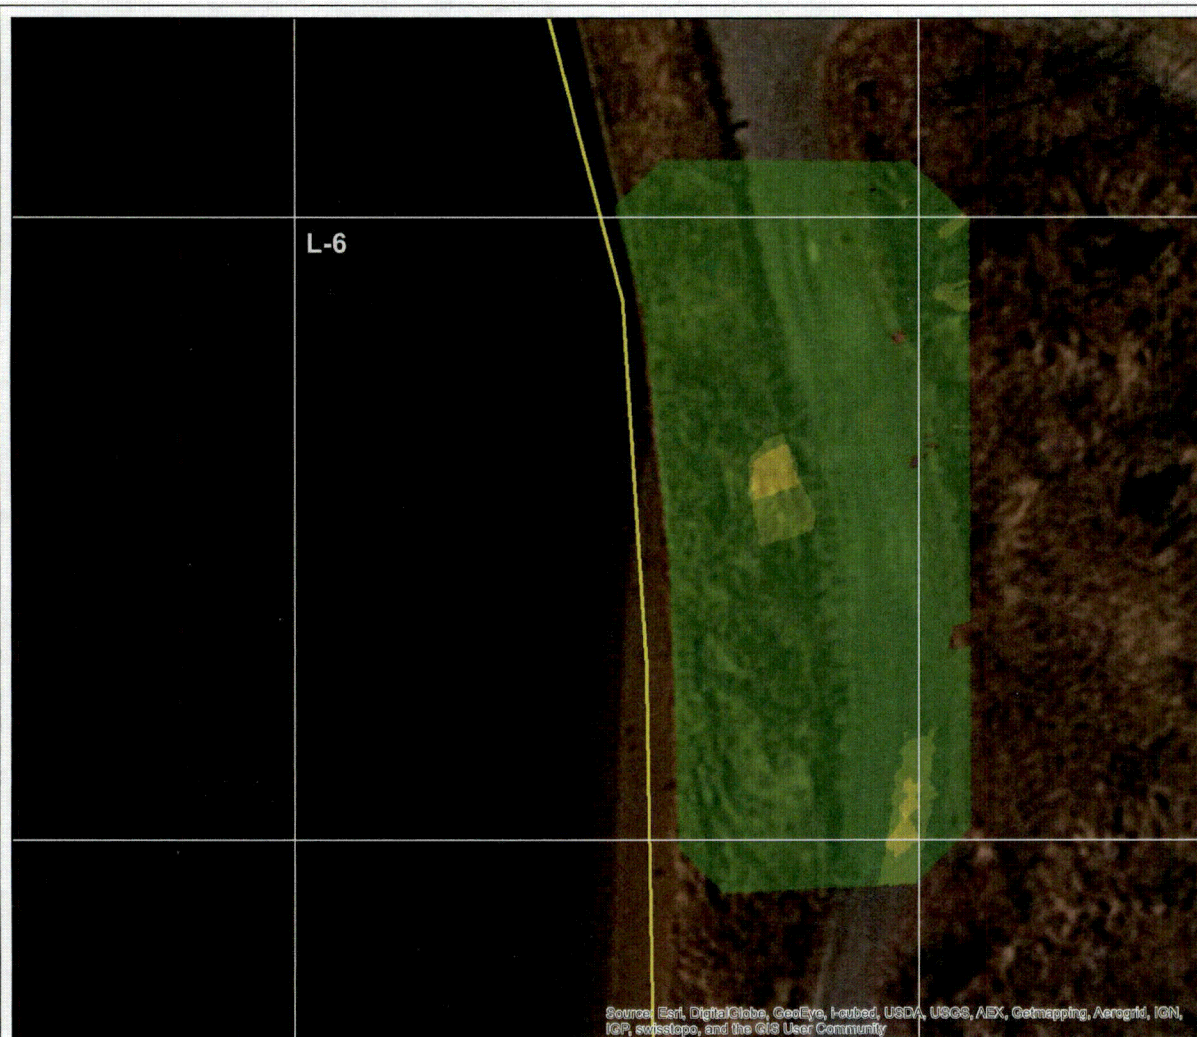 L-6
Source: Esri, DigitalGlobe, GeoEye, i-cubed, USDA, USGS, AEX, Getmapping, Aerogrid, IGN,
IGP, swisstopo, and the GIS User Community